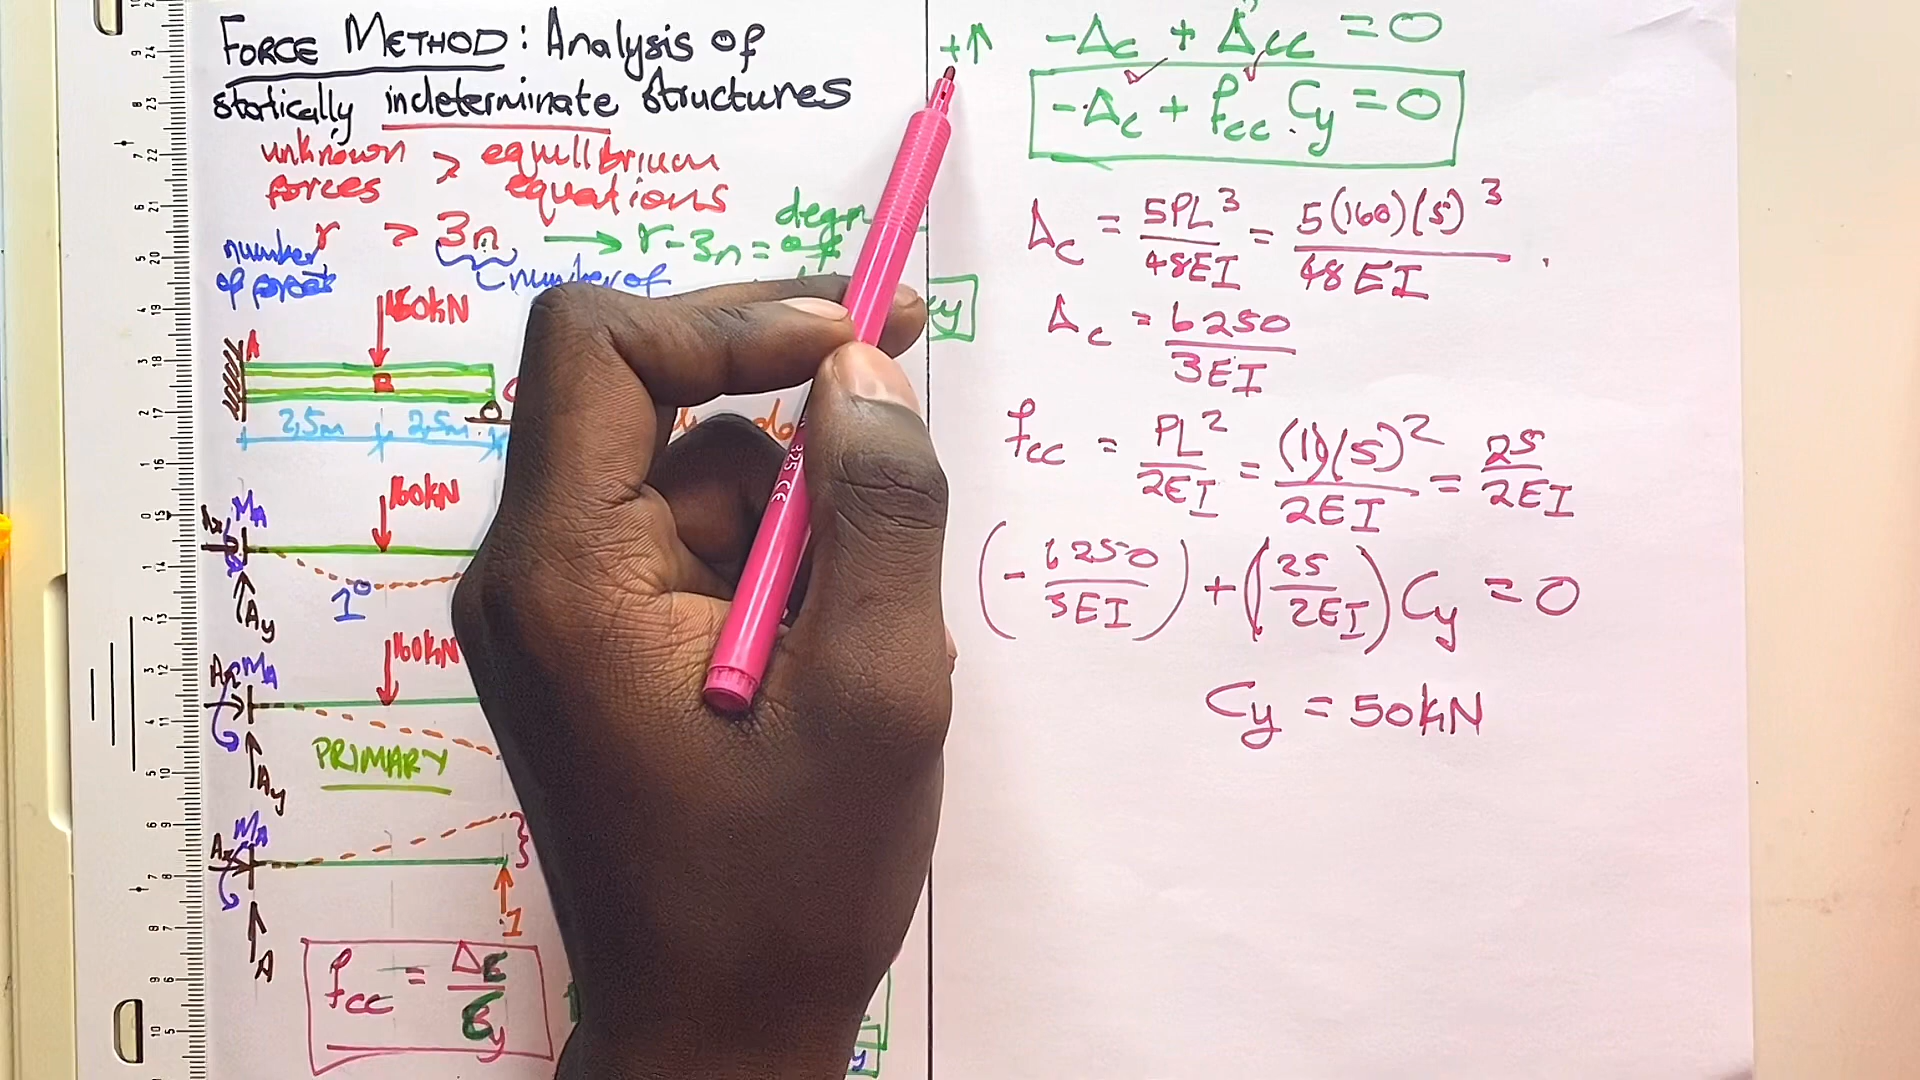 FORCE METHOD: Analysis of
statically indeterminate structures
unknown forces > equilibrium equations
r > 3n → r-3n =
number of forces
number of
160kN
A
B
2,5m 2,5m
160kN
Ax MA
1°
Ay
160kN
Ax MA
PRIMARY
Ay
Ax MA
1
A
fcc =
+↑ -Δc + Δcc = 0
-Δc + fcc.Cy = 0
Δc = 5PL³/48EI = 5(160)(5)³/48EI
Δc = 6250/3EI
fcc = PL²/2EI = (1)(5)²/2EI = 25/2EI
(-6250/3EI) + (25/2EI) Cy = 0
Cy = 50kN